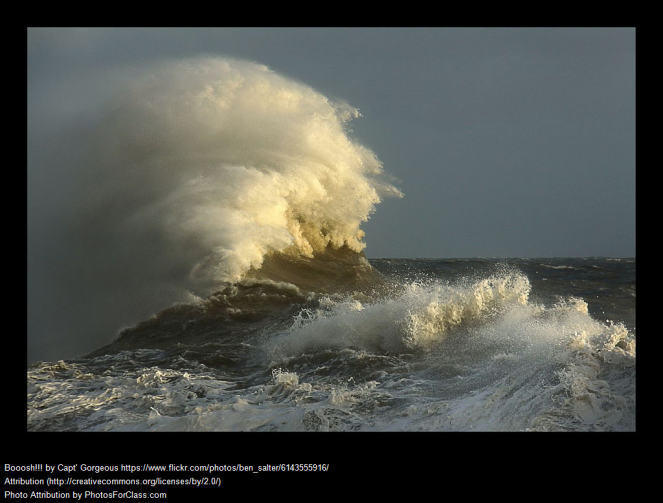 Booosh!!! by Capt' Gorgeous https://www.flickr.com/photos/ben_salter/6143555916/
Attribution (http://creativecommons.org/licenses/by/2.0/)
Photo Attribution by PhotosForClass.com